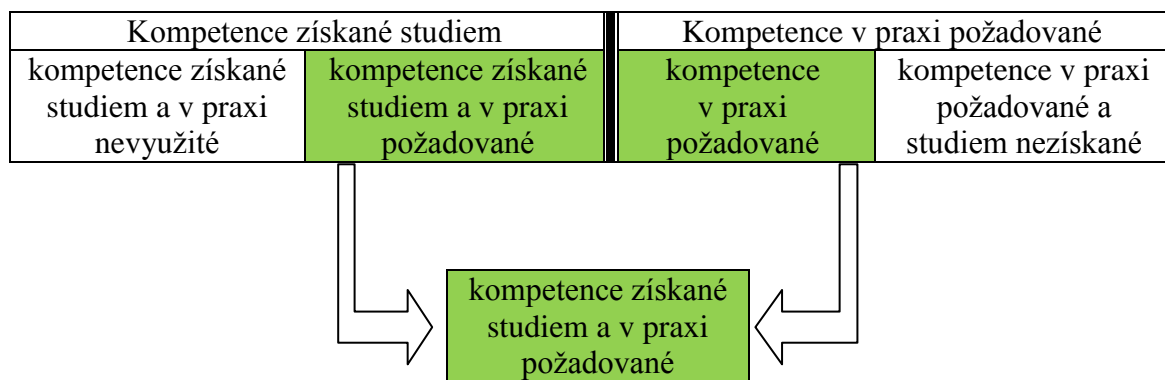 Kompetence získané studiem
Kompetence v praxi požadované
kompetence získané
studiem a v praxi
nevyužité
kompetence získané
studiem a v praxi
požadované
kompetence
v praxi
požadované
kompetence v praxi
požadované a
studiem nezískané
kompetence získané
studiem a v praxi
požadované